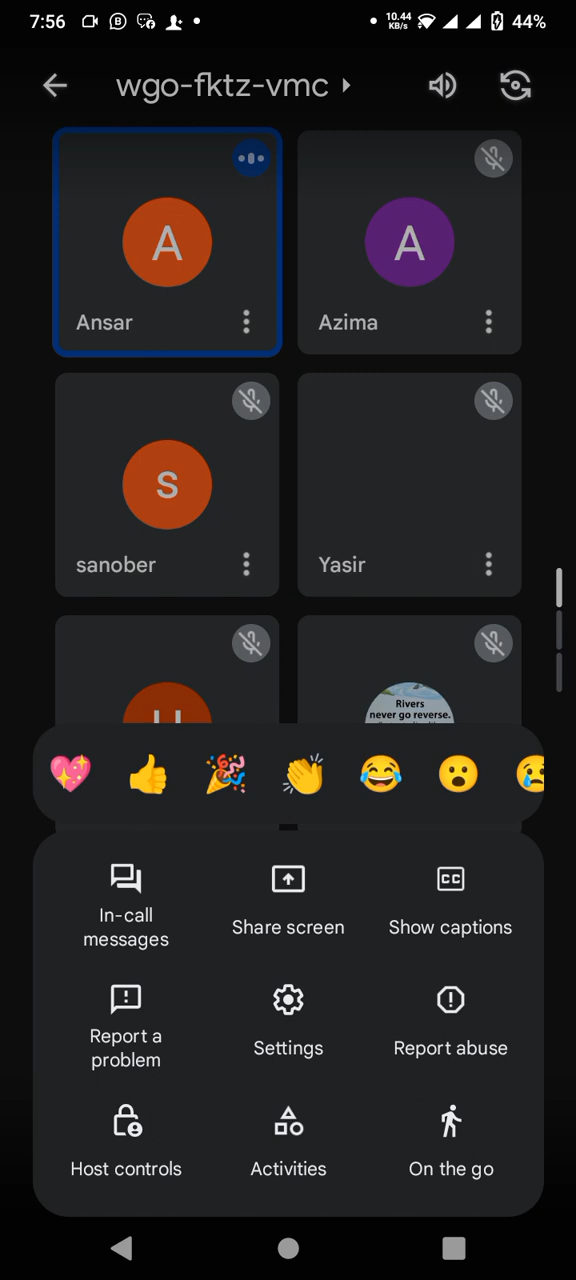 7:56
10.44
KB/s
44%
wgo-fktz-vmc
A
A
Ansar
Azima
S
sanober
Yasir
Rivers
never go reverse.
In-call
messages
Share screen
CC
Show captions
Report a
problem
Settings
Report abuse
Host controls
Activities
On the go